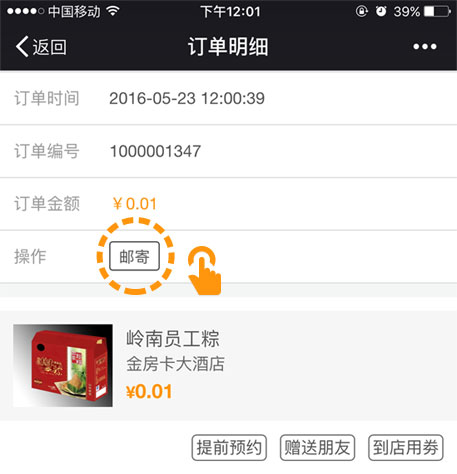 中国移动 下午12:01 39%
返回 订单明细
订单时间 2016-05-23 12:00:39
订单编号 1000001347
订单金额 ￥0.01
操作 邮寄
岭南员工粽
金房卡大酒店
¥0.01
提前预约 赠送朋友 到店用劵